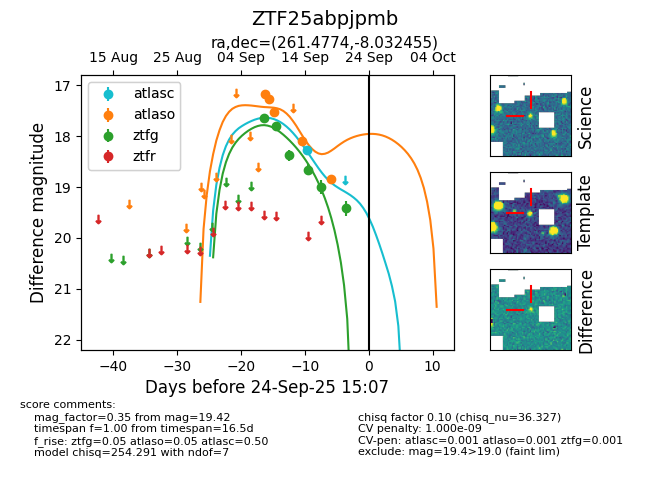 ZTF25abpjpmb
ra,dec=(261.4774,-8.032455)
15 Aug 25 Aug 04 Sep 14 Sep 24 Sep 04 Oct
atlasc
atlaso
ztfg
ztfr
Difference magnitude
17
18
19
20
21
22
−40 −30 −20 −10 0 10
Days before 24-Sep-25 15:07
Science
Template
Difference
score comments:
mag_factor=0.35 from mag=19.42
timespan f=1.00 from timespan=16.5d
f_rise: ztfg=0.05 atlaso=0.05 atlasc=0.50
model chisq=254.291 with ndof=7
chisq factor 0.10 (chisq_nu=36.327)
CV penalty: 1.000e-09
CV-pen: atlasc=0.001 atlaso=0.001 ztfg=0.001
exclude: mag=19.4>19.0 (faint lim)